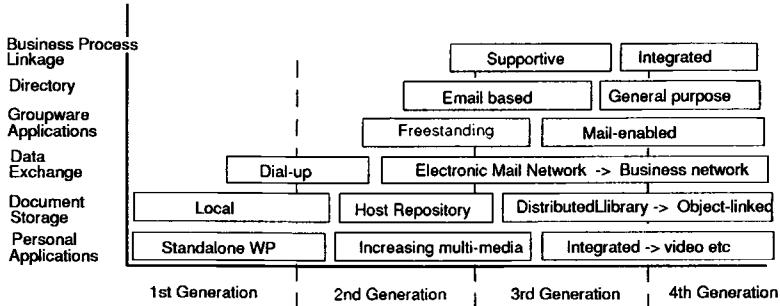 Business Process
Linkage
Supportive
Integrated
Directory
Email based
General purpose
Groupware
Applications
Freestanding
Mail-enabled
Data
Exchange
Dial-up
Electronic Mail Network -> Business network
Document
Storage
Local
Host Repository
DistributedLlibrary -> Object-linked
Personal
Applications
Standalone WP
Increasing multi-media
Integrated -> video etc
1st Generation
2nd Generation
3rd Generation
4th Generation